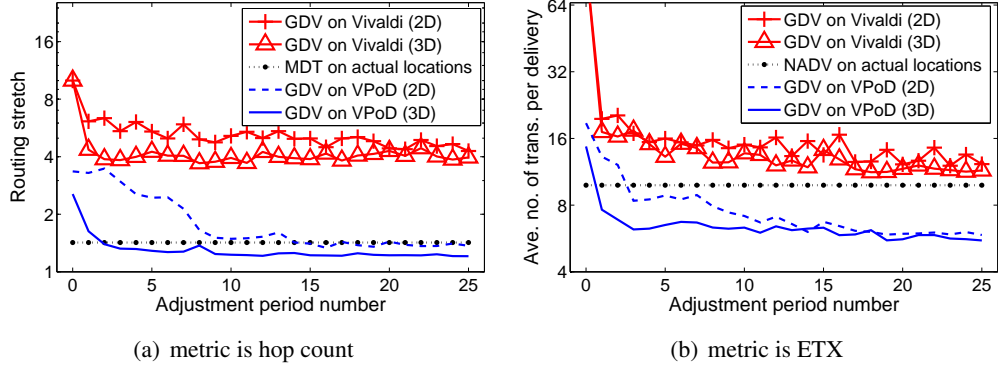 Routing stretch
16
8
4
2
1
GDV on Vivaldi (2D)
GDV on Vivaldi (3D)
MDT on actual locations
GDV on VPoD (2D)
GDV on VPoD (3D)
0 5 10 15 20 25
Adjustment period number
(a) metric is hop count
Ave. no. of trans. per delivery
64
32
16
8
4
GDV on Vivaldi (2D)
GDV on Vivaldi (3D)
NADV on actual locations
GDV on VPoD (2D)
GDV on VPoD (3D)
0 5 10 15 20 25
Adjustment period number
(b) metric is ETX